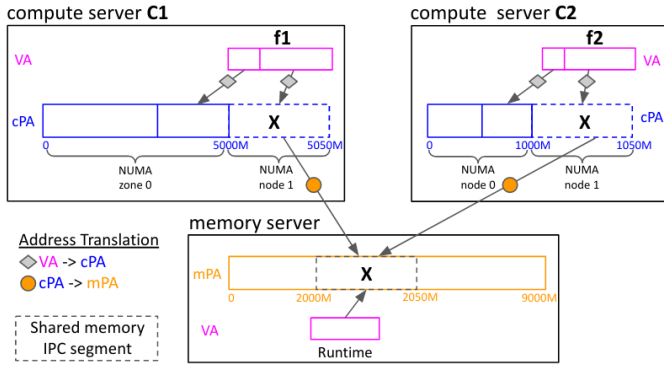 compute server C1
f1
VA
cPA
X
0
5000M
5050M
NUMA
zone 0
NUMA
node 1
compute server C2
f2
VA
X
cPA
0
1000M
1050M
NUMA
node 0
NUMA
node 1
memory server
mPA
X
0
2000M
2050M
9000M
VA
Runtime
Address Translation
VA -> cPA
cPA -> mPA
Shared memory
IPC segment